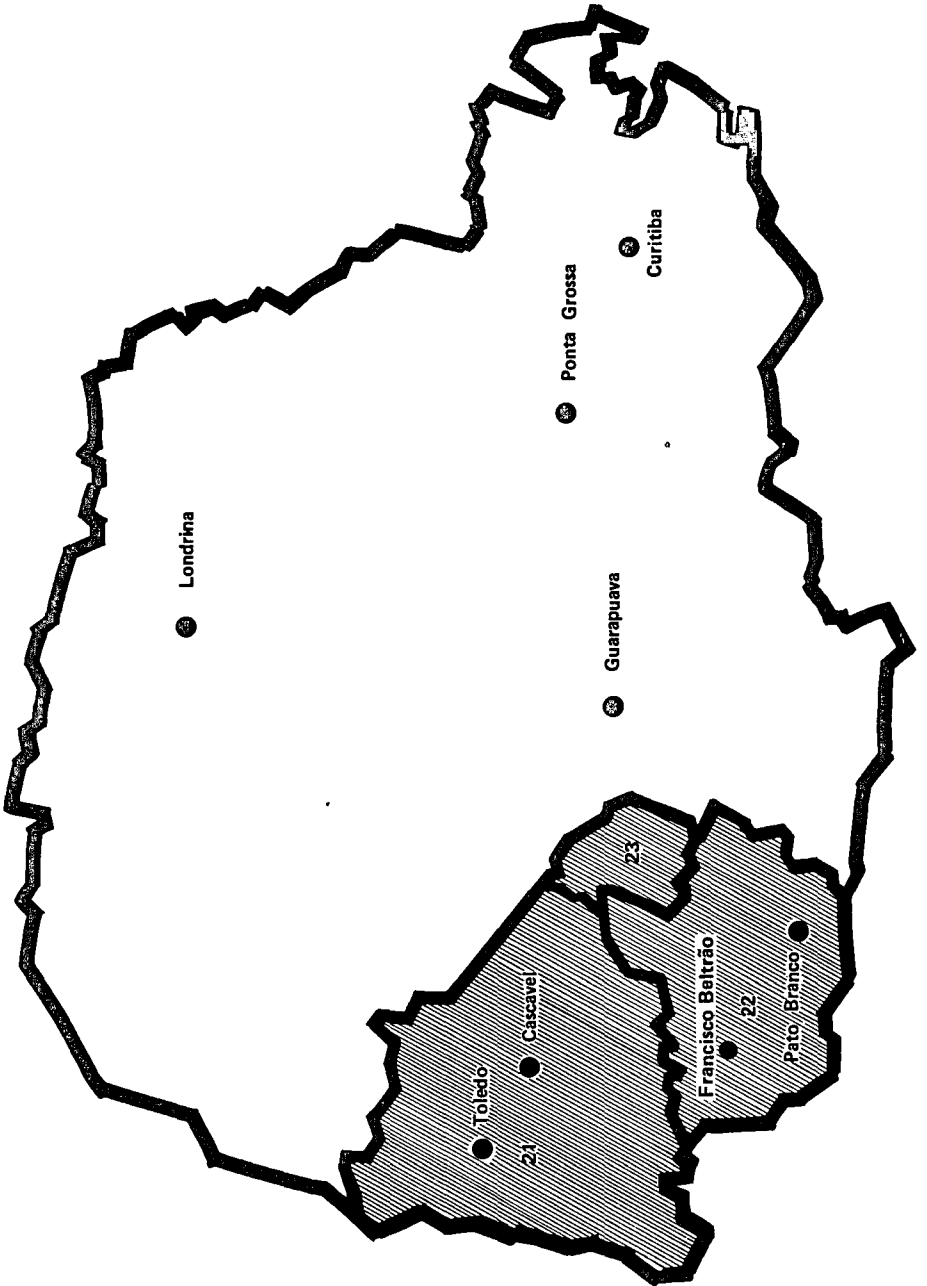 Londrina
Ponta Grossa
Curitiba
Guarapuava
Toledo
Cascavel
21
23
Francisco Beltrão
22
Pato Branco